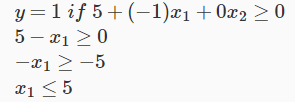 y = 1 if 5 + (−1)x₁ + 0x₂ ≥ 0
5 − x₁ ≥ 0
−x₁ ≥ −5
x₁ ≤ 5